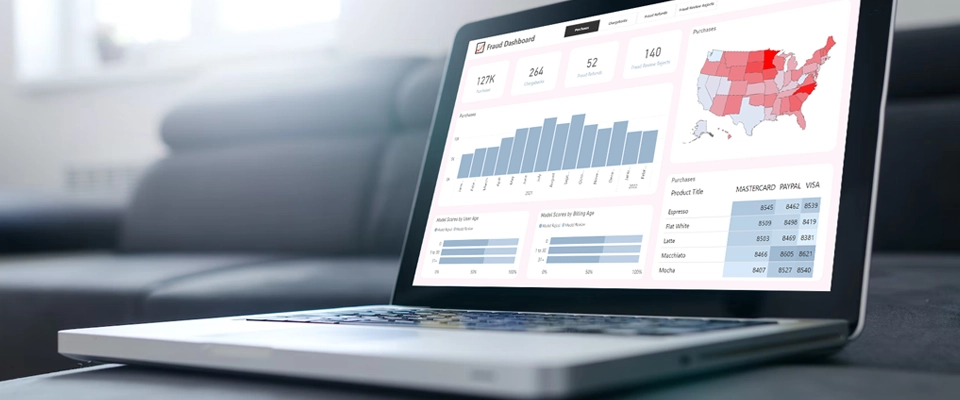 Fraud Dashboard
Purchases
Chargebacks
Fraud Refunds
Fraud Review Reports
127K
Purchases
264
Chargebacks
52
Fraud Refunds
140
Fraud Review Reports
Purchases
2021
2022
Model Scores by User Age
0%
50%
100%
Model Scores by Billing Age
0%
50%
100%
Purchases
Purchases
Product Title MASTERCARD PAYPAL VISA
Espresso 8545 8462 8539
Flat White 8509 8498 8419
Latte 8503 8469 8381
Macchiato 8466 8605 8621
Mocha 8407 8527 8540